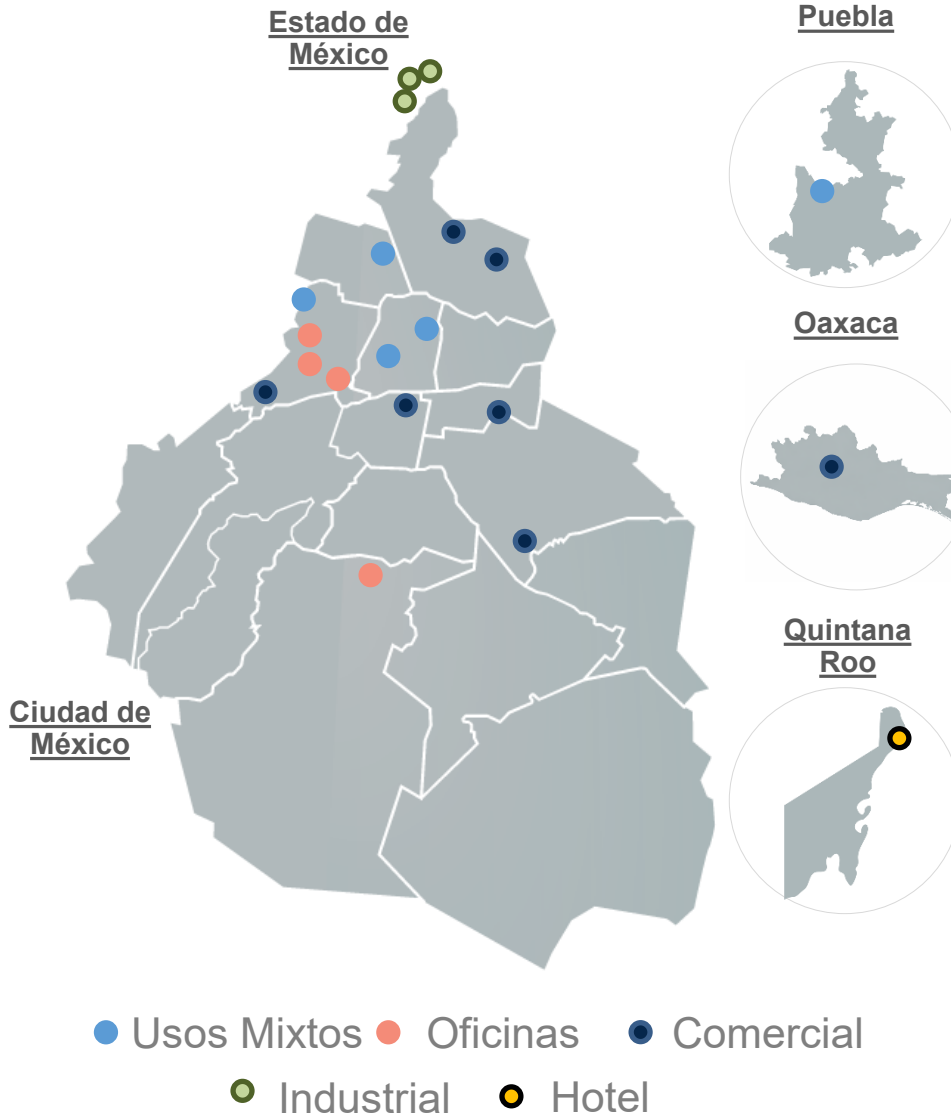 Estado de
México
Puebla
Oaxaca
Quintana
Roo
Ciudad de
México
Usos Mixtos
Oficinas
Comercial
Industrial
Hotel